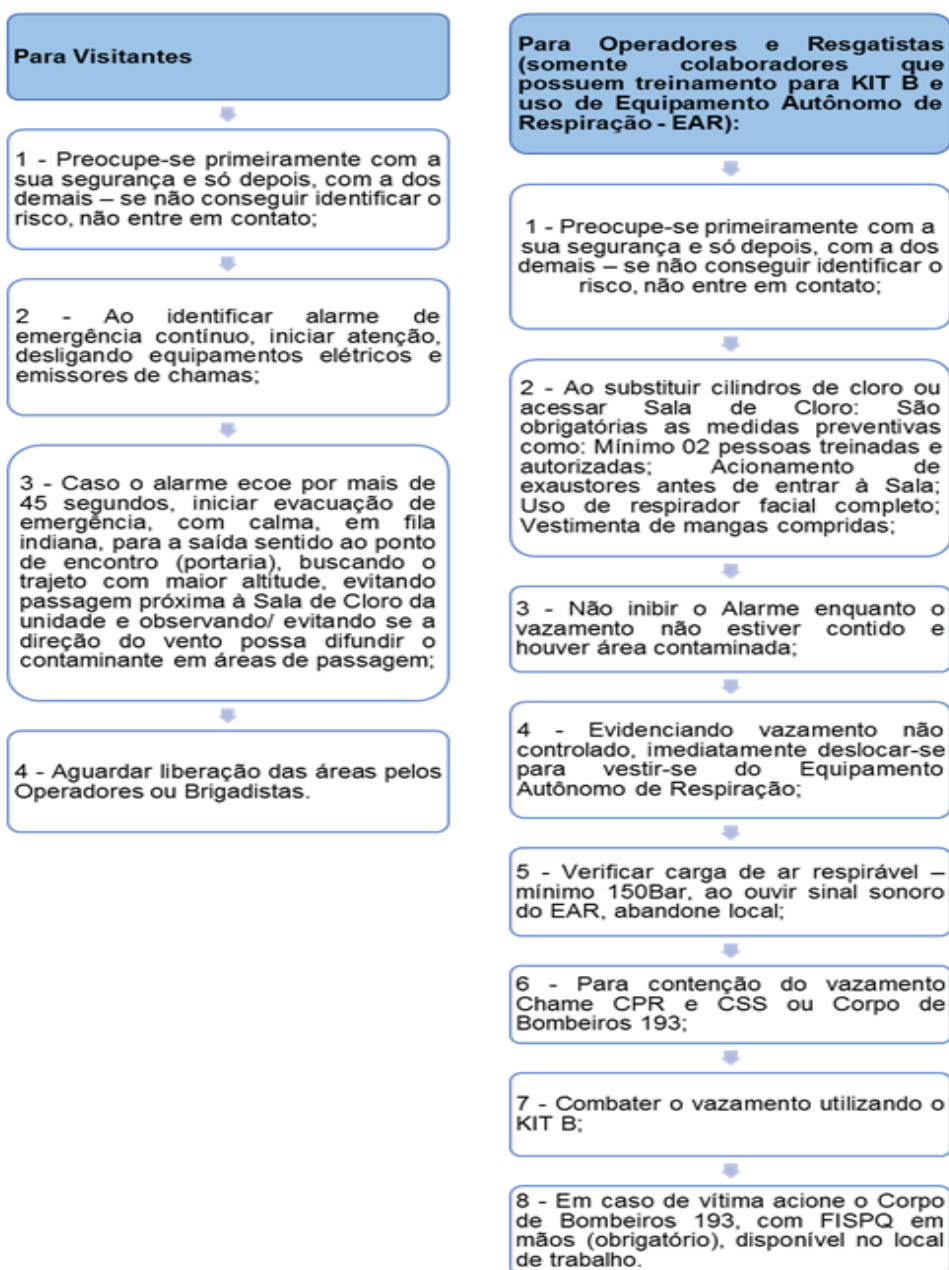 Para Visitantes
1 - Preocupe-se primeiramente com a
sua segurança e só depois, com a dos
demais – se não conseguir identificar o
risco, não entre em contato;
2 - Ao identificar alarme de
emergência contínuo, iniciar atenção,
desligando equipamentos elétricos e
emissores de chamas;
3 - Caso o alarme ecoe por mais de
45 segundos, iniciar evacuação de
emergência, com calma, em fila
indiana, para a saída sentido ao ponto
de encontro (portaria), buscando o
trajeto com maior altitude, evitando
passagem próxima à Sala de Cloro da
unidade e observando/ evitando se a
direção do vento possa difundir o
contaminante em áreas de passagem;
4 - Aguardar liberação das áreas pelos
Operadores ou Brigadistas.
Para Operadores e Resgatistas
(somente colaboradores que
possuem treinamento para KIT B e
uso de Equipamento Autônomo de
Respiração - EAR):
1 - Preocupe-se primeiramente com a
sua segurança e só depois, com a dos
demais – se não conseguir identificar o
risco, não entre em contato;
2 - Ao substituir cilindros de cloro ou
acessar Sala de Cloro: São
obrigatórias as medidas preventivas
como: Mínimo 02 pessoas treinadas e
autorizadas; Acionamento de
exaustores antes de entrar à Sala;
Uso de respirador facial completo;
Vestimenta de mangas compridas;
3 - Não inibir o Alarme enquanto o
vazamento não estiver contido e
houver área contaminada;
4 - Evidenciando vazamento não
controlado, imediatamente deslocar-se
para vestir-se do Equipamento
Autônomo de Respiração;
5 - Verificar carga de ar respirável –
mínimo 150Bar, ao ouvir sinal sonoro
do EAR, abandone local;
6 - Para contenção do vazamento
Chame CPR e CSS ou Corpo de
Bombeiros 193;
7 - Combater o vazamento utilizando o
KIT B;
8 - Em caso de vítima acione o Corpo
de Bombeiros 193, com FISPQ em
mãos (obrigatório), disponível no local
de trabalho.